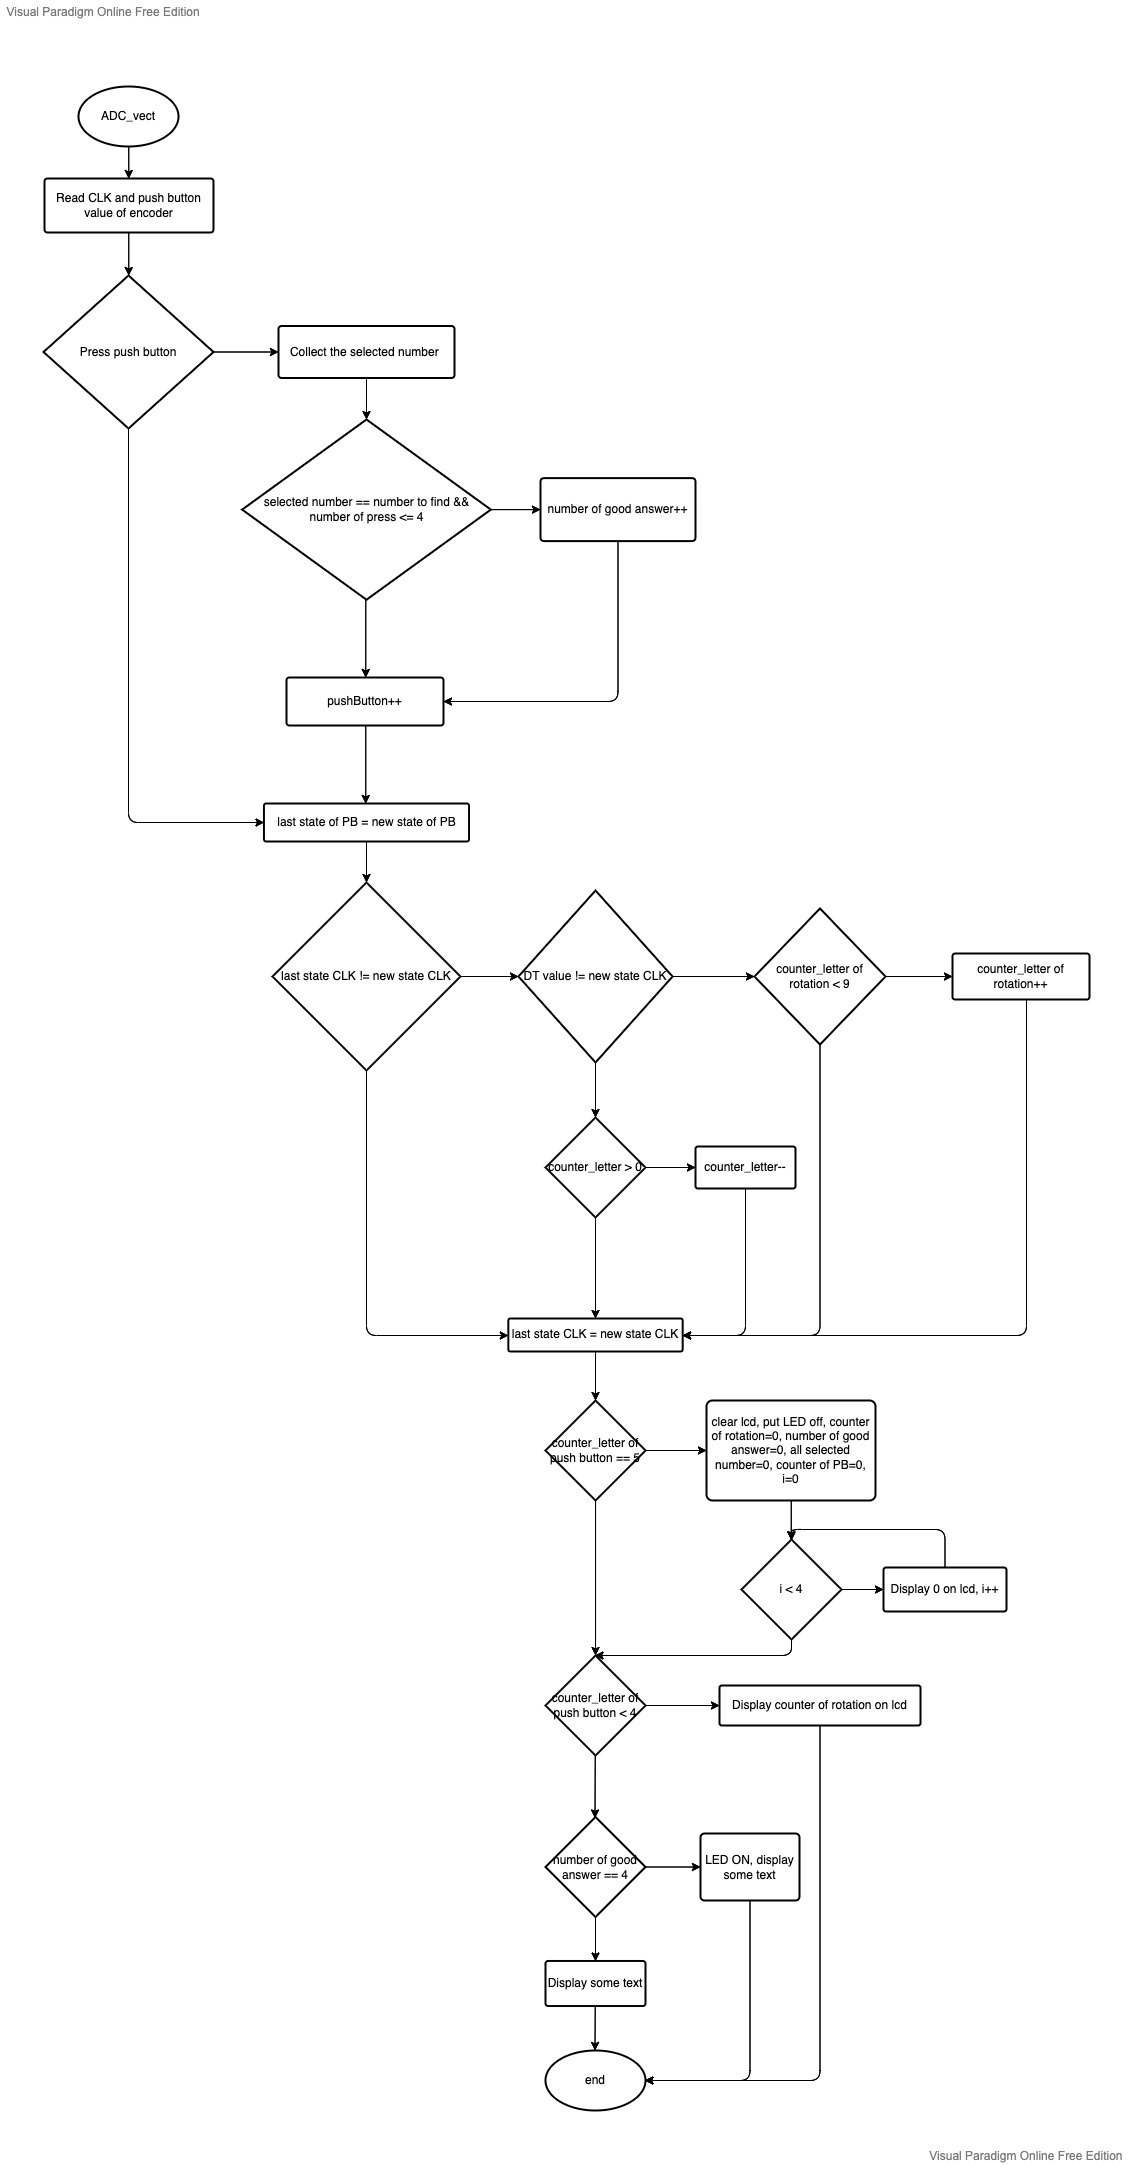 Visual Paradigm Online Free Edition
ADC_vect
Read CLK and push button
value of encoder
Press push button
Collect the selected number
selected number == number to find &&
number of press <= 4
number of good answer++
pushButton++
last state of PB = new state of PB
last state CLK != new state CLK
DT value != new state CLK
counter_letter of
rotation < 9
counter_letter of
rotation++
counter_letter > 0
counter_letter--
last state CLK = new state CLK
counter_letter of
push button == 5
clear lcd, put LED off, counter
of rotation=0, number of good
answer=0, all selected
number=0, counter of PB=0,
i=0
i < 4
Display 0 on lcd, i++
counter_letter of
push button < 4
Display counter of rotation on lcd
number of good
answer == 4
LED ON, display
some text
Display some text
end
Visual Paradigm Online Free Edition